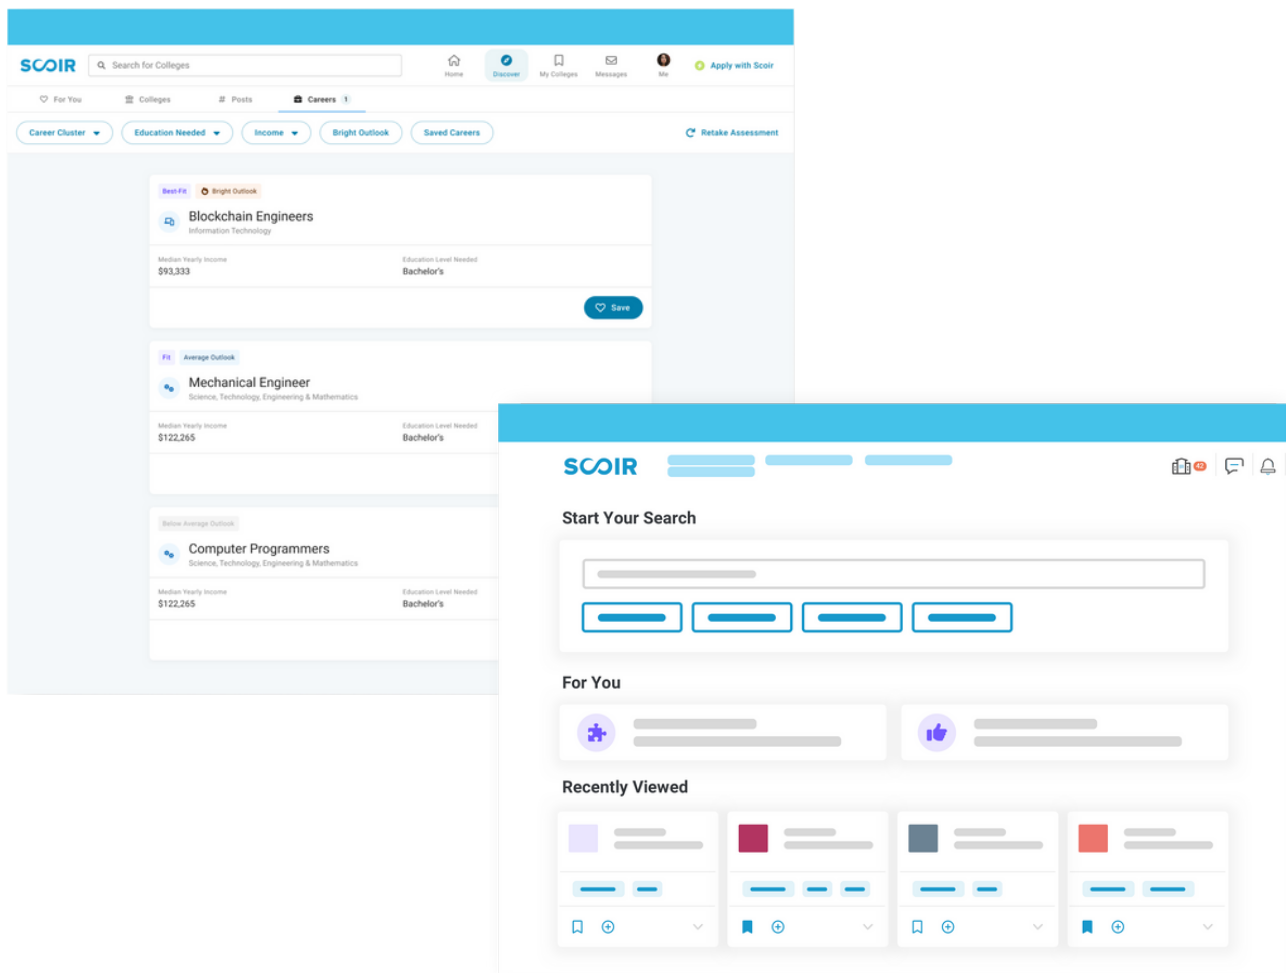 SCOIR
Search for Colleges
Home
Discover
My Colleges
Messages
Me
Apply with Scoir
For You
Colleges
# Posts
Careers 1
Career Cluster
Education Needed
Income
Bright Outlook
Saved Careers
Retake Assessment
Best-Fit
Bright Outlook
Blockchain Engineers
Information Technology
Median Yearly Income
Education Level Needed
$93,333
Bachelor's
Save
Fit
Average Outlook
Mechanical Engineer
Science, Technology, Engineering & Mathematics
Median Yearly Income
Education Level Needed
$122,265
Bachelor's
Below Average Outlook
Computer Programmers
Science, Technology, Engineering & Mathematics
Median Yearly Income
Education Level Needed
$122,265
Bachelor's
SCOIR
42
Start Your Search
For You
Recently Viewed